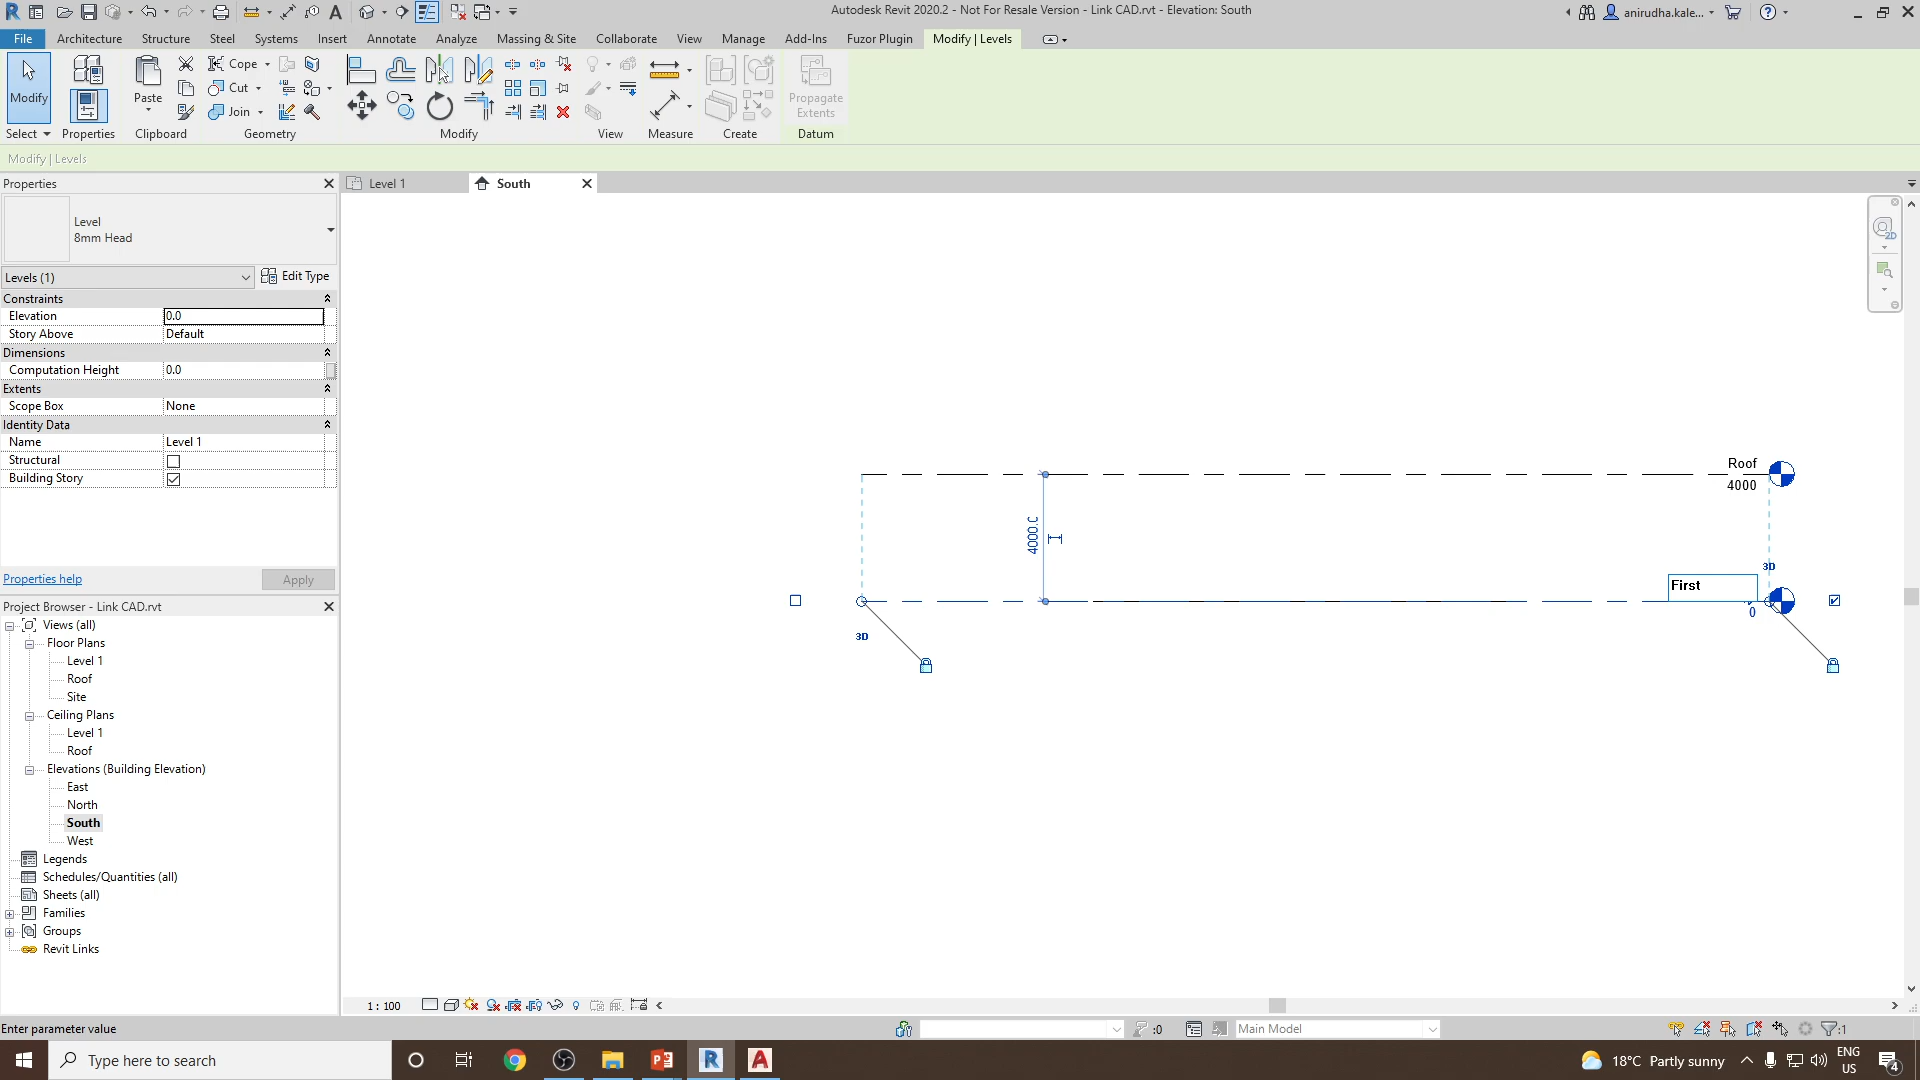 Autodesk Revit 2020.2 - Not For Resale Version - Link CAD.rvt - Elevation: South
anirudha.kale...
File Architecture Structure Steel Systems Insert Annotate Analyze Massing & Site Collaborate View Manage Add-Ins Fuzor Plugin Modify | Levels
Modify
Paste
Cope
Cut
Join
Propagate
Extents
Select Properties Clipboard Geometry Modify View Measure Create Datum
Modify | Levels
Properties
Level 1
South
Level
8mm Head
Levels (1)
Edit Type
Constraints
Elevation 0.0
Story Above Default
Dimensions
Computation Height 0.0
Extents
Scope Box None
Identity Data
Name Level 1
Structural
Building Story
Properties help
Apply
Project Browser - Link CAD.rvt
Views (all)
Floor Plans
Level 1
Roof
Site
Ceiling Plans
Level 1
Roof
Elevations (Building Elevation)
East
North
South
West
Legends
Schedules/Quantities (all)
Sheets (all)
Families
Groups
Revit Links
2D
Roof
4000
4000.0
3D
First
0
3D
1 : 100
Enter parameter value
:0
Main Model
:1
Type here to search
18°C Partly sunny
ENG
US
4